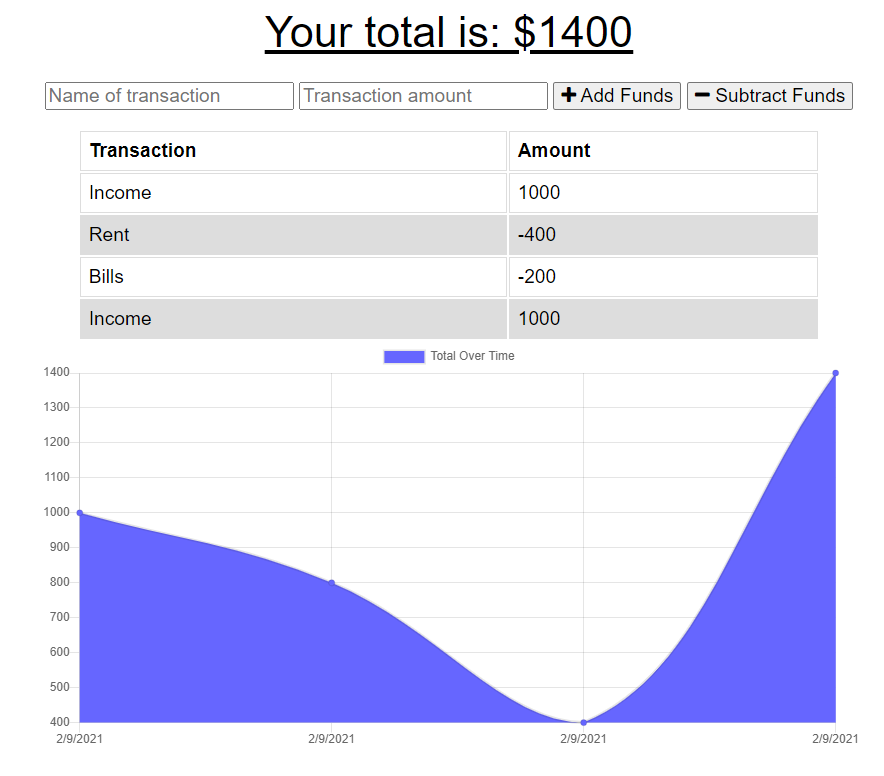 Your total is: $1400
Name of transaction Transaction amount Add Funds Subtract Funds
Transaction Amount
Income 1000
Rent -400
Bills -200
Income 1000
Total Over Time
1400
1300
1200
1100
1000
900
800
700
600
500
400
2/9/2021 2/9/2021 2/9/2021 2/9/2021